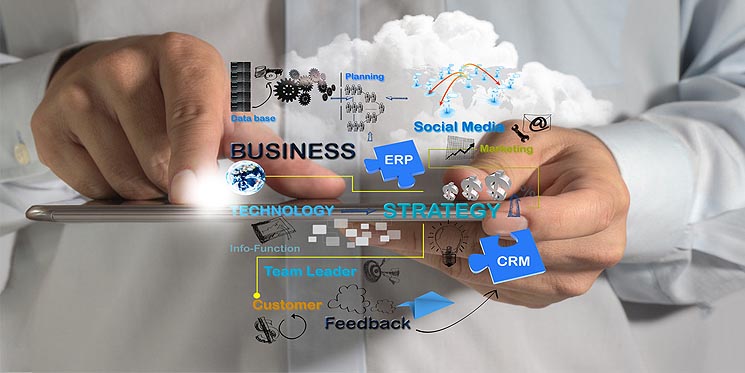 Planning
Data base
Social Media
BUSINESS
ERP
Marketing
TECHNOLOGY
STRATEGY
Info-Function
CRM
Team Leader
Customer
Feedback